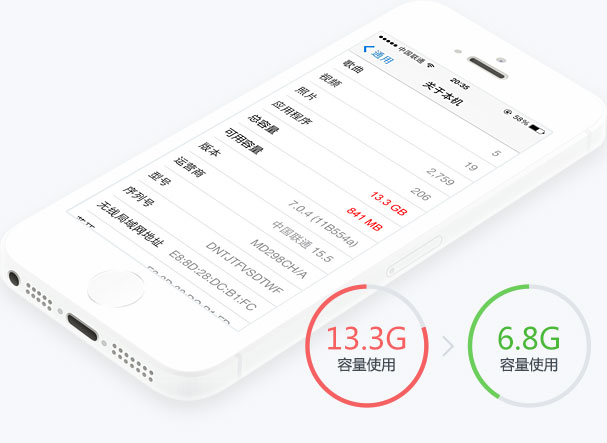 中国联通
20:35
58%
通用
关于本机
歌曲 5
视频 19
照片 2,759
应用程序 206
总容量 13.3 GB
可用容量 841 MB
版本 7.0.4 (11B554a)
运营商 中国联通 15.5
型号 MD298CH/A
序列号 DNTJTFVSDTWF
无线局域网地址 E8:8D:28:DC:B1:FC
13.3G
容量使用
6.8G
容量使用